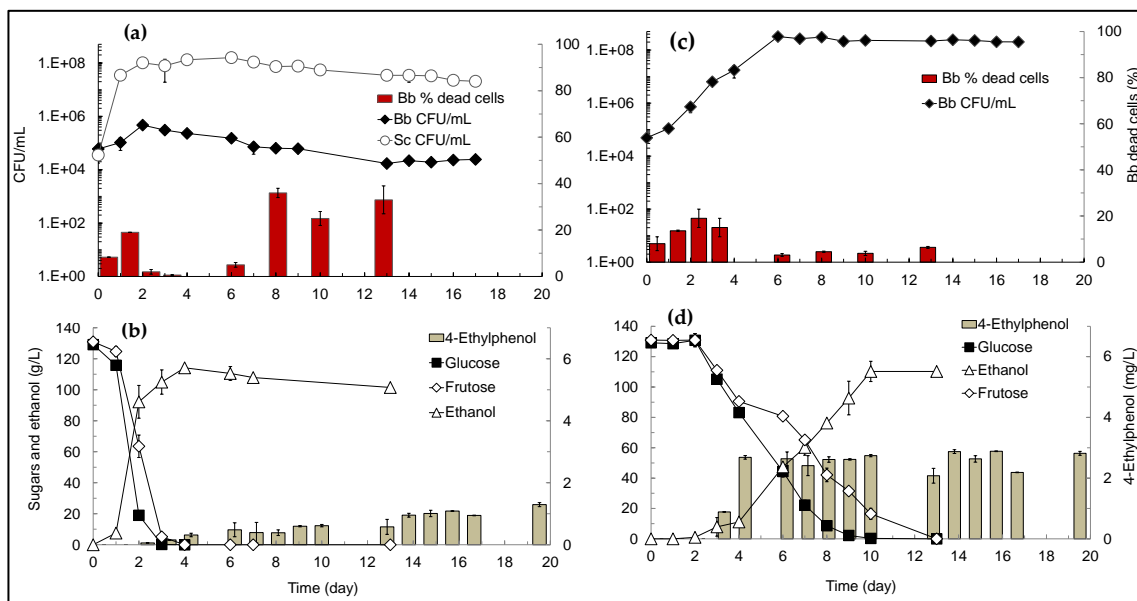 (a)
1.E+08
1.E+06
1.E+04
1.E+02
1.E+00
CFU/mL
100
80
60
40
20
0
Bb % dead cells
Bb CFU/mL
Sc CFU/mL
0 2 4 6 8 10 12 14 16 18 20
(c)
1.E+08
1.E+06
1.E+04
1.E+02
1.E+00
100
80
60
40
20
0
Bb dead cells (%)
Bb % dead cells
Bb CFU/mL
0 2 4 6 8 10 12 14 16 18 20
(b)
140
120
100
80
60
40
20
0
Sugars and ethanol (g/L)
6
4
2
0
4-Ethylphenol
Glucose
Frutose
Ethanol
0 2 4 6 8 10 12 14 16 18 20
Time (day)
(d)
140
120
100
80
60
40
20
0
6
4
2
0
4-Ethylphenol (mg/L)
4-Ethylphenol
Glucose
Ethanol
Frutose
0 2 4 6 8 10 12 14 16 18 20
Time (day)